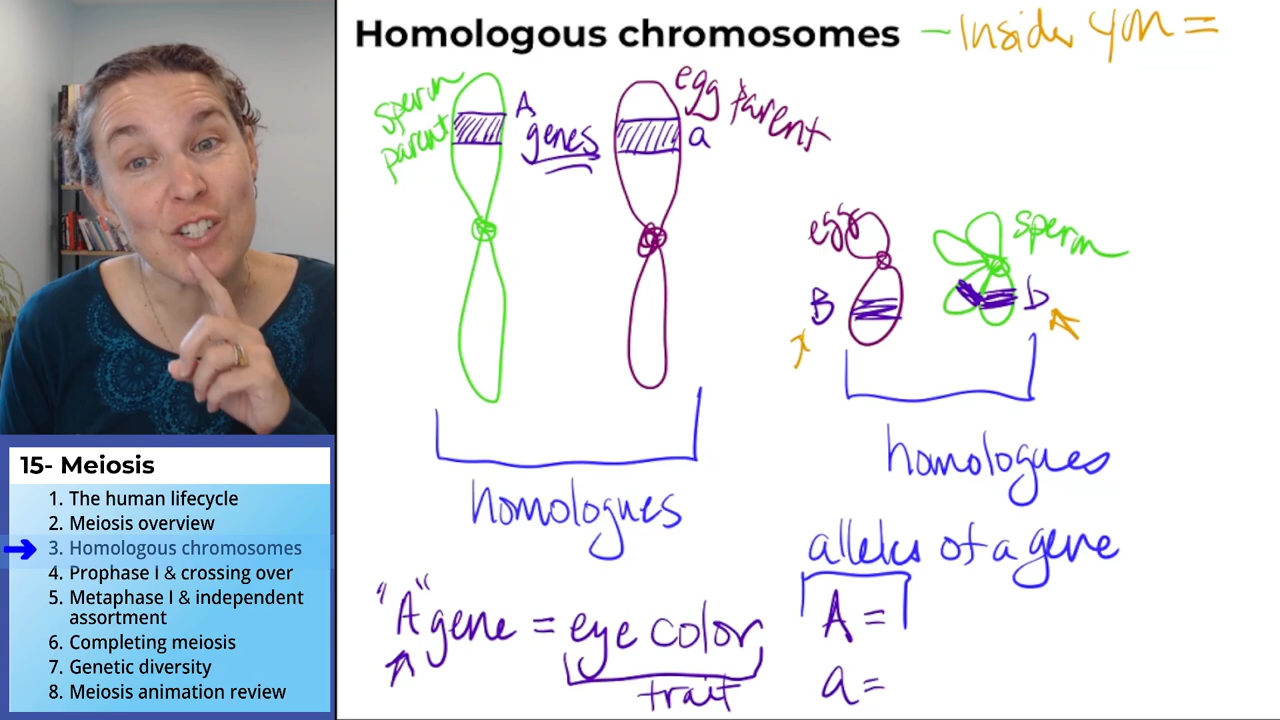 Homologous chromosomes - Inside you =
sperm parent
A
genes
egg parent
a
egg
sperm
B
b
homologues
homologues
alleles of a gene
"A" gene = eye color
trait
A =
a =
15- Meiosis
1. The human lifecycle
2. Meiosis overview
3. Homologous chromosomes
4. Prophase I & crossing over
5. Metaphase I & independent
assortment
6. Completing meiosis
7. Genetic diversity
8. Meiosis animation review